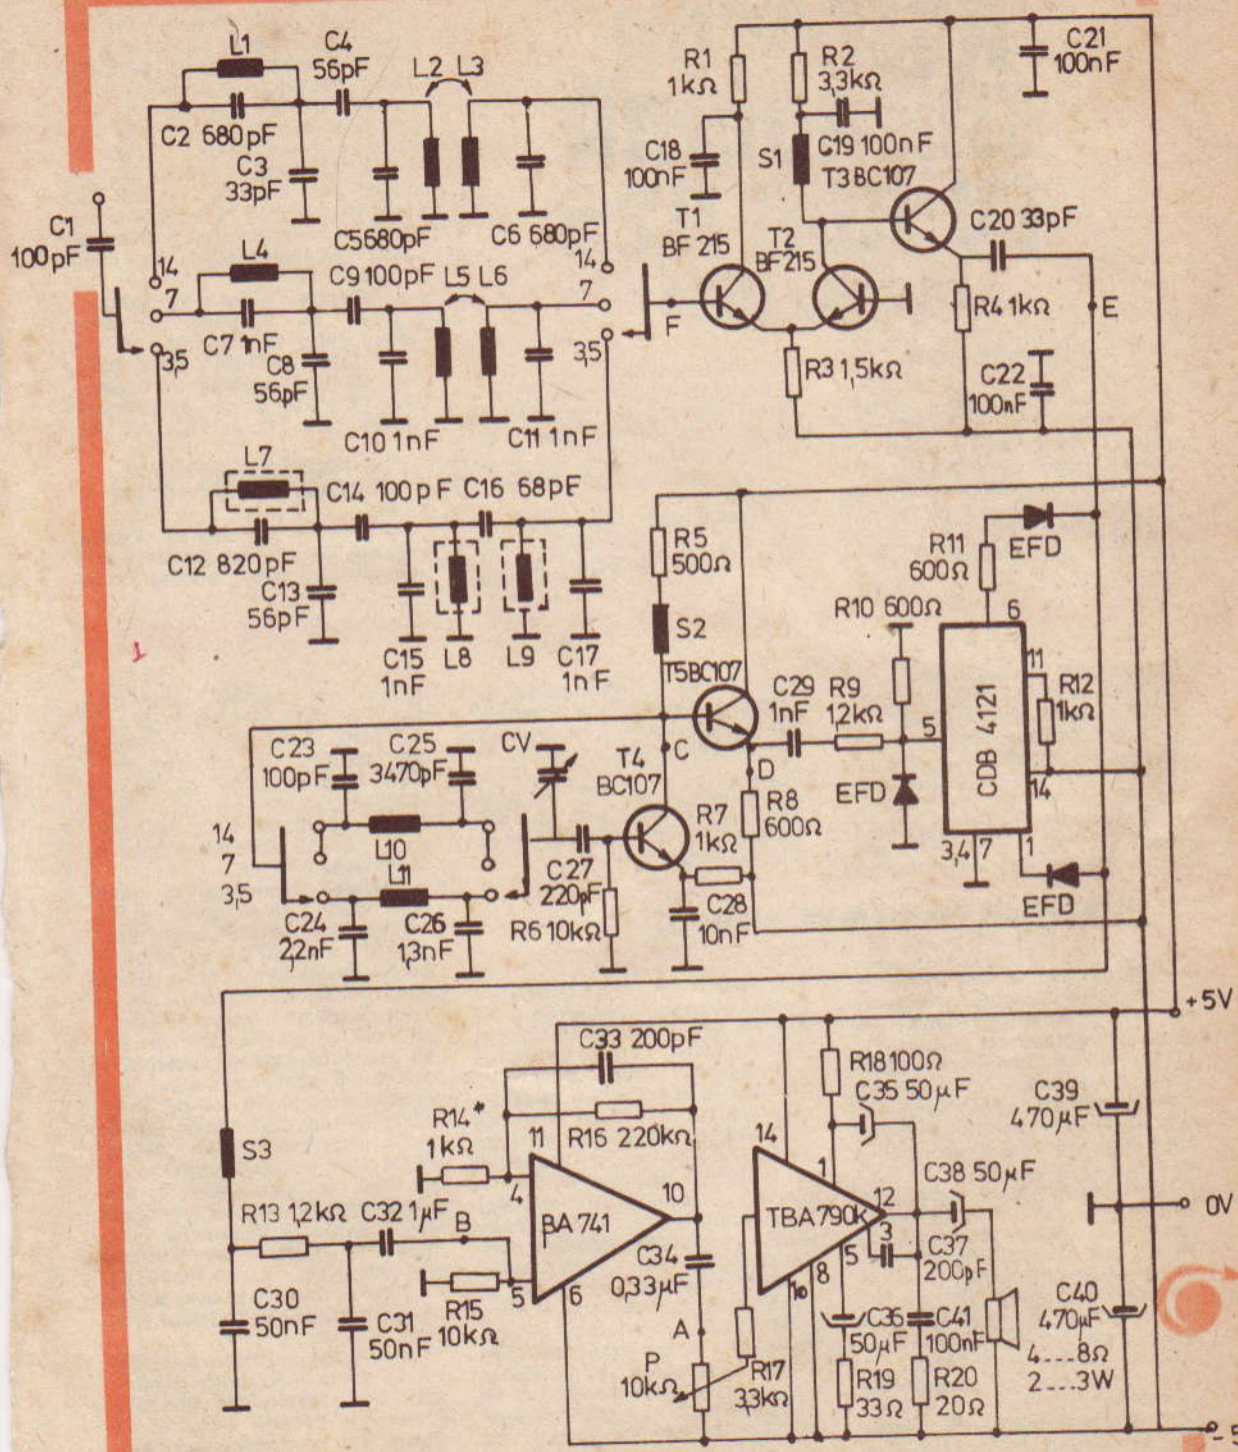 L1
C4
56pF
L2 L3
C2 680pF
C3
33pF
C5 680pF
C6 680pF
C1
100pF
14
7
3,5
L4
C9 100pF
L5 L6
C7 1nF
C8
56pF
C10 1nF
C11 1nF
14
7
3,5
L7
C14 100pF
C16 68pF
C12 820pF
C13
56pF
C15
1nF
L8
L9
C17
1nF
R1
1kΩ
R2
3,3kΩ
C21
100nF
C18
100nF
S1
C19 100nF
T3 BC107
T1
BF 215
T2
BF215
C20 33pF
F
R4 1kΩ
E
R3 1,5kΩ
C22
100nF
R5
500Ω
S2
R11
600Ω
EFD
R10 600Ω
6
11
R12
1kΩ
T5BC107
C29
1nF
R9
1,2kΩ
5
CDB 4121
14
C
D
EFD
3,4 7
1
EFD
C23
100pF
C25
3470pF
CV
T4
BC107
R7
1kΩ
R8
600Ω
14
7
3,5
L10
L11
C27
220pF
C24
2,2nF
C26
1,3nF
R6 10kΩ
C28
10nF
+5V
C33 200pF
R18 100Ω
C35 50µF
C39
470µF
R14*
1kΩ
11
R16 220kΩ
14
1
S3
4
10
12
C38 50µF
R13 1,2kΩ
C32 1µF
B
BA 741
TBA790k
3
0V
C34
0,33µF
5
8
10
C37
200pF
5
6
R15
10kΩ
C30
50nF
C31
50nF
C36
50µF
C41
100nF
C40
470µF
A
4...8Ω
2...3W
P
10kΩ
R17
3,3kΩ
R19
33Ω
R20
20Ω
- 5